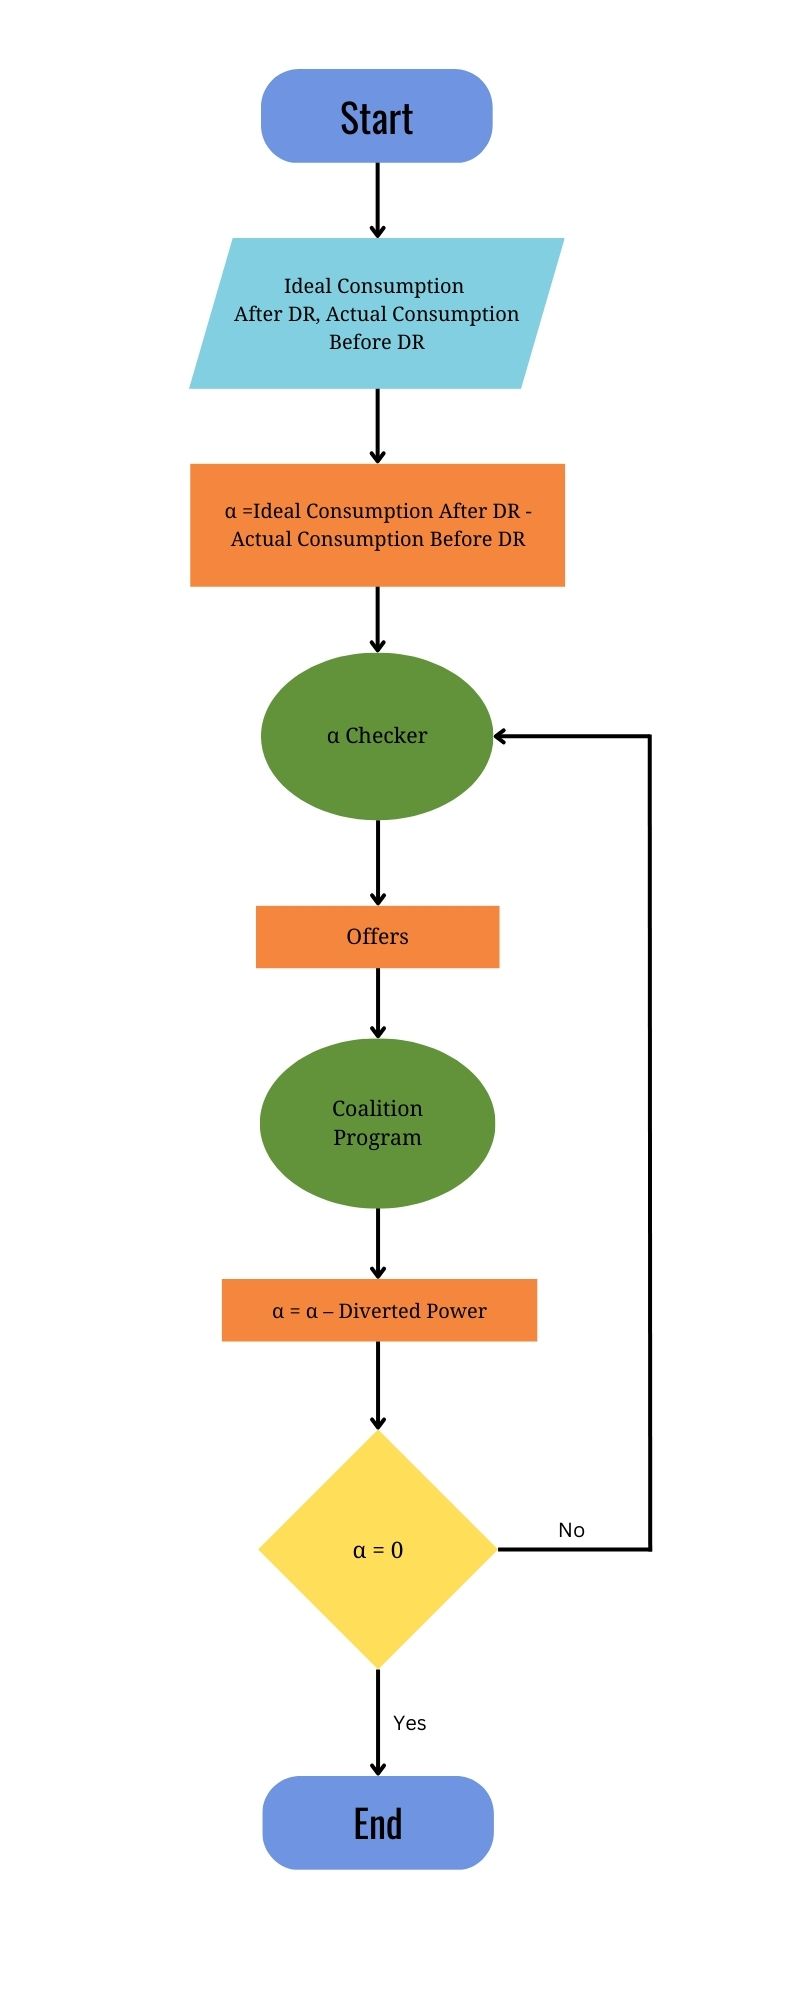 Start
Ideal Consumption
After DR, Actual Consumption
Before DR
α =Ideal Consumption After DR -
Actual Consumption Before DR
α Checker
Offers
Coalition
Program
α = α – Diverted Power
α = 0
No
Yes
End